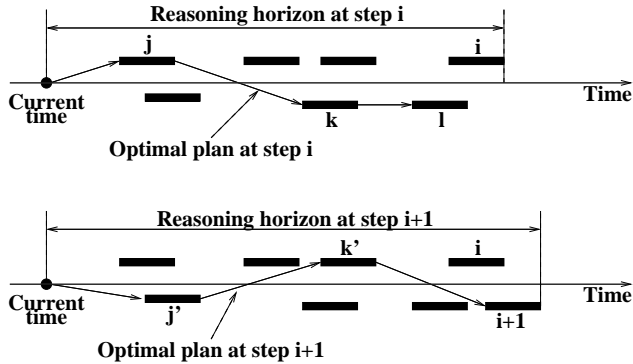 Reasoning horizon at step i
j
i
Current
time
Time
k
l
Optimal plan at step i
Reasoning horizon at step i+1
k'
i
Current
time
Time
j'
i+1
Optimal plan at step i+1